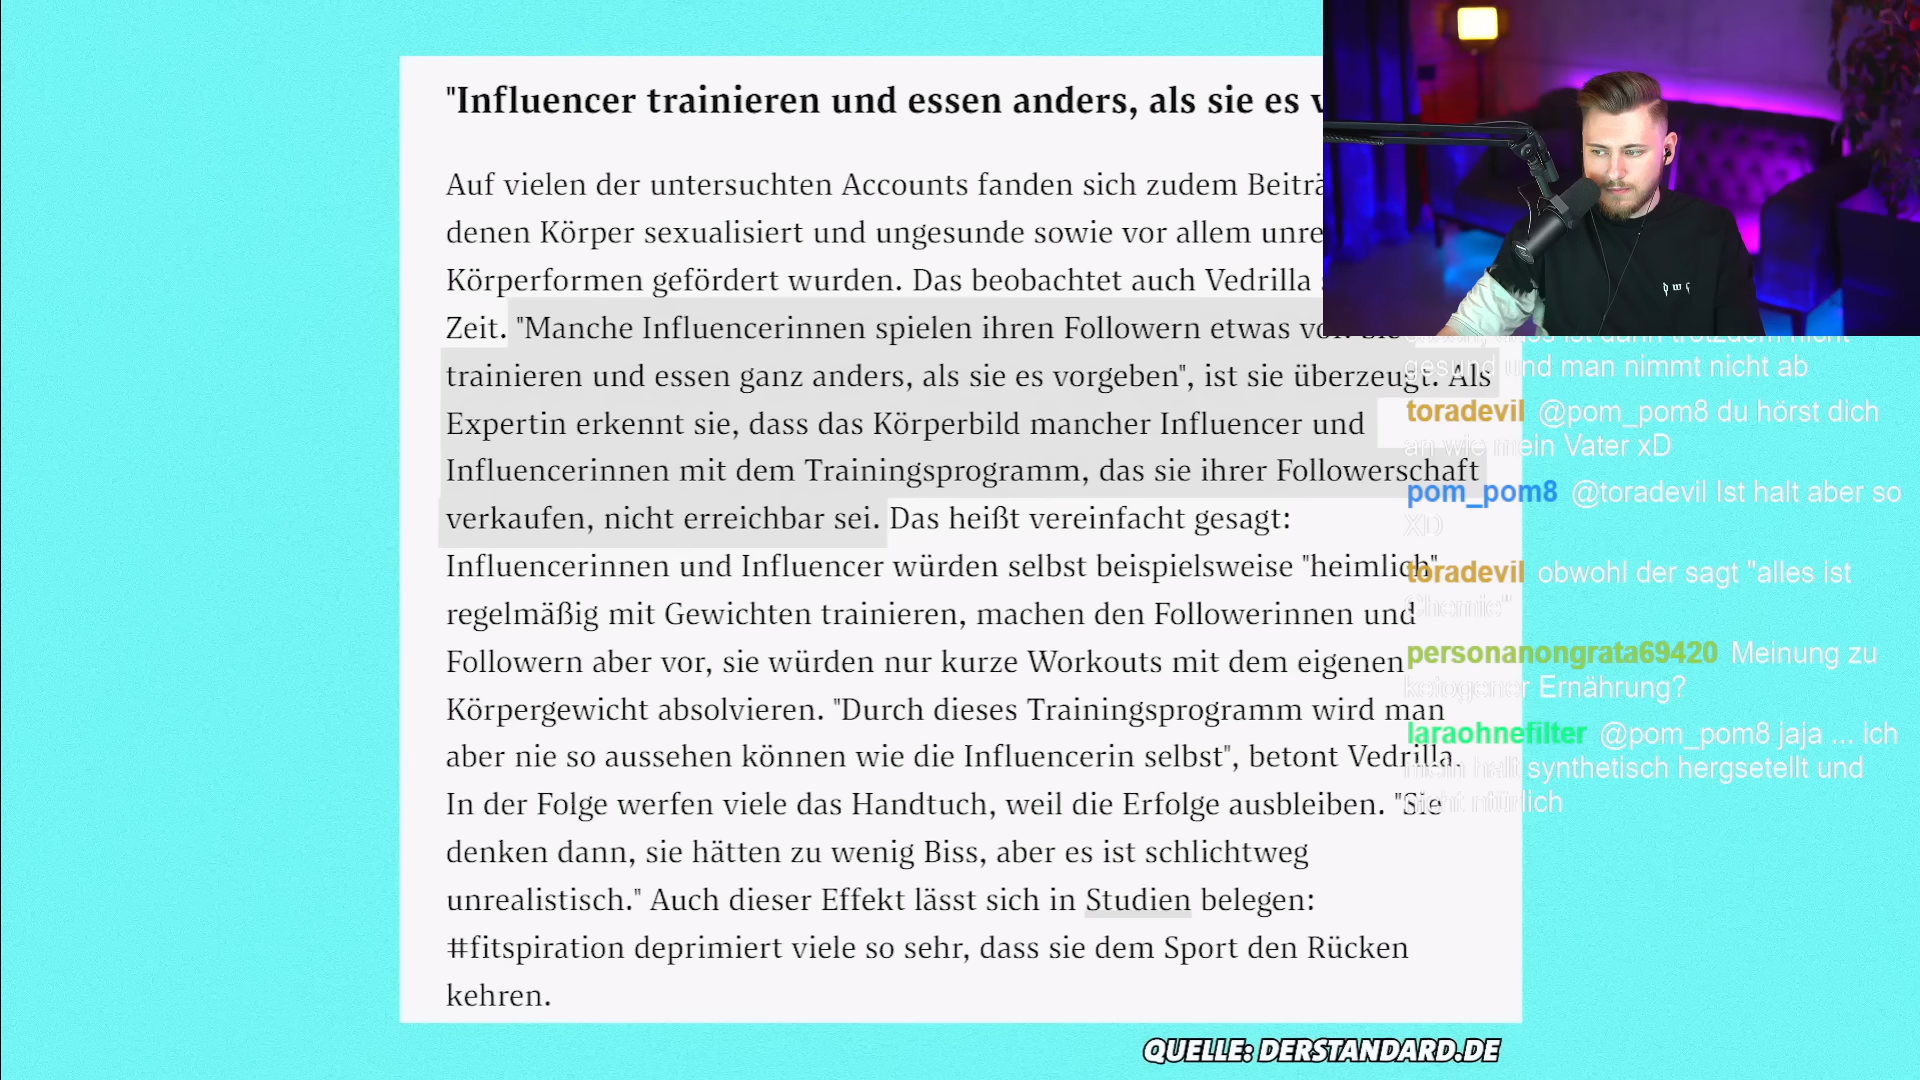 "Influencer trainieren und essen anders, als sie es
Auf vielen der untersuchten Accounts fanden sich zudem
denen Körper sexualisiert und ungesunde sowie vor allem
Körperformen gefördert wurden. Das beobachtet auch Vedrilla
Zeit. "Manche Influencerinnen spielen ihren Followern etwas
trainieren und essen ganz anders, als sie es vorgeben", ist sie überzeugt. Als
Expertin erkennt sie, dass das Körperbild mancher Influencer und
Influencerinnen mit dem Trainingsprogramm, das sie ihrer Followerschaft
verkaufen, nicht erreichbar sei. Das heißt vereinfacht gesagt:
Influencerinnen und Influencer würden selbst beispielsweise "heimlich"
regelmäßig mit Gewichten trainieren, machen den Followerinnen und
Followern aber vor, sie würden nur kurze Workouts mit dem eigenen
Körpergewicht absolvieren. "Durch dieses Trainingsprogramm wird man
aber nie so aussehen können wie die Influencerin selbst", betont Vedrilla.
In der Folge werfen viele das Handtuch, weil die Erfolge ausbleiben. "Sie
denken dann, sie hätten zu wenig Biss, aber es ist schlichtweg
unrealistisch." Auch dieser Effekt lässt sich in Studien belegen:
#fitspiration deprimiert viele so sehr, dass sie dem Sport den Rücken
kehren.
QUELLE: DERSTANDARD.DE
gesund und man nimmt nicht ab
toradevil @pom_pom8 du hörst dich
an wie mein Vater xD
pom_pom8 @toradevil Ist halt aber so
XD
toradevil obwohl der sagt "alles ist
Chemie"
personanongrata69420 Meinung zu
ketogener Ernährung?
laraohnefilter @pom_pom8 jaja ... ich
mein halt synthetisch hergsetellt und
nicht